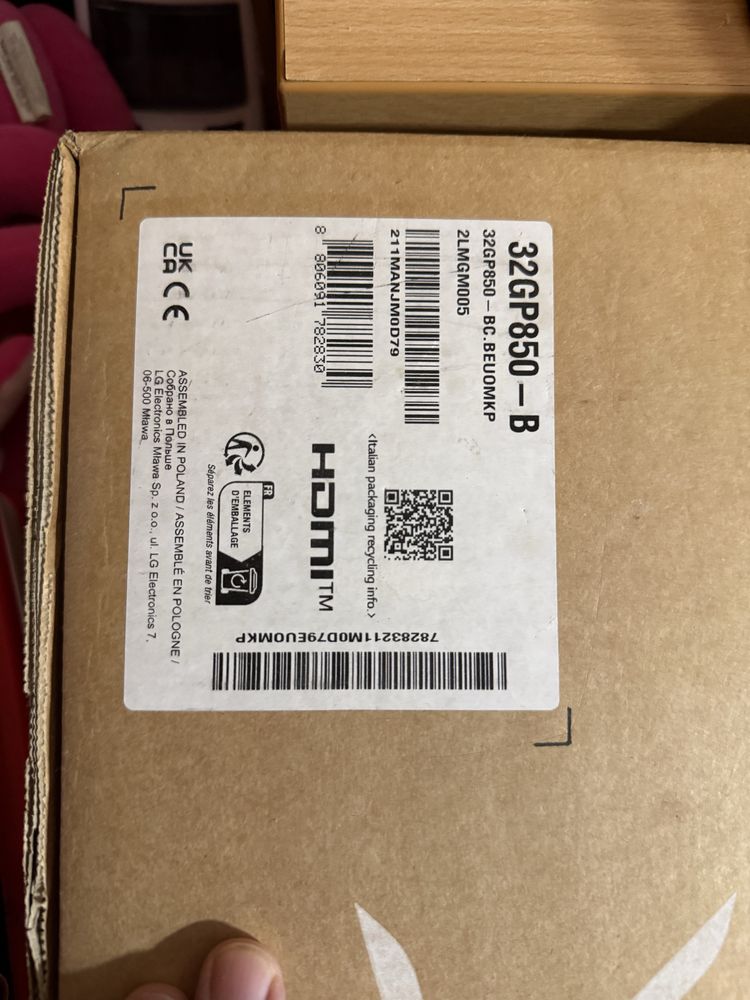 32GP850-B
32GP850-BC.BEUOMKP
2LMGM005
211MANJM0D79
8 806091 782830
<Italian packaging recycling info.>
HDMI™
FR
ELEMENTS
D'EMBALLAGE
Séparez les éléments avant de trier
UK
CA CE
ASSEMBLED IN POLAND / ASSEMBLÉ EN POLOGNE /
Собрано в Польше
LG Electronics Mława Sp. z o.o., ul. LG Electronics 7,
06-500 Mława
78283211M0D79EUOMKP